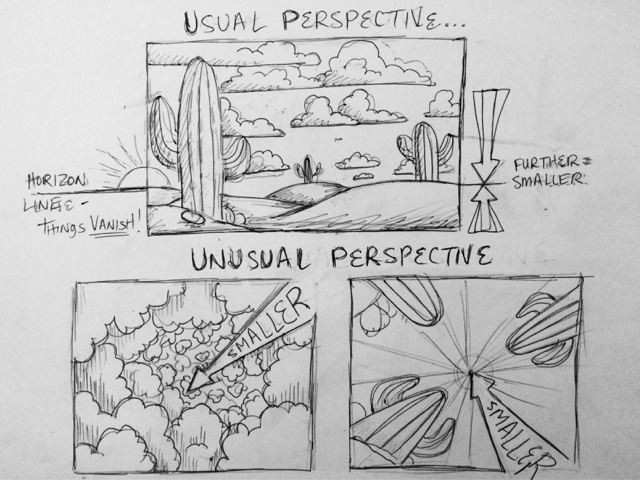 USUAL PERSPECTIVE...
HORIZON
LINE -
THINGS VANISH!
FURTHER =
SMALLER.
UNUSUAL PERSPECTIVE
SMALLER
SMALLER